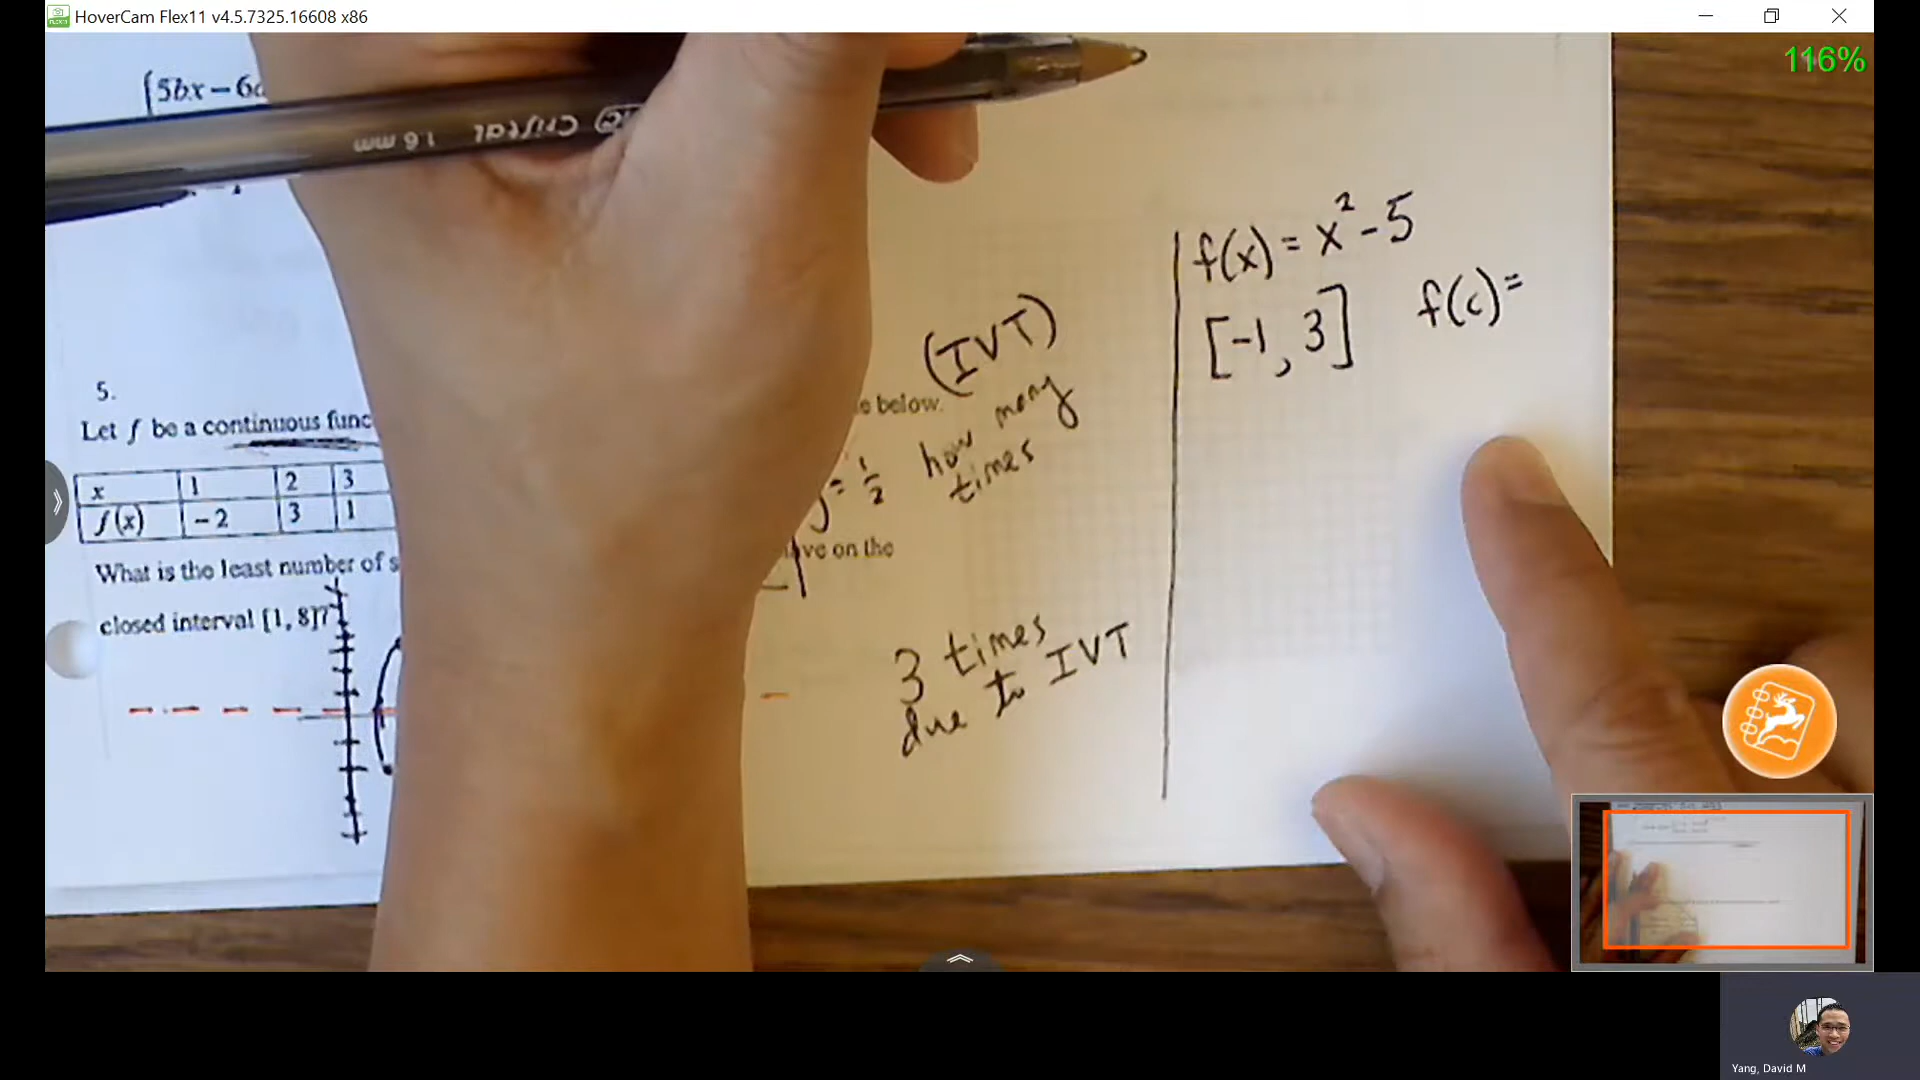 HoverCam Flex11 v4.5.7325.16608 x86
116%
{5bx - 6
cristal 1.6 mm
f(x) = x² - 5
[-1, 3] f(c) =
(IVT)
5.
Let f be a continuous func
e below.
how many
times
x 1 2 3
f(x) -2 3 1
y = 1/2
What is the least number of s
ve on the
closed interval [1, 8]?
3 times
due to IVT
Yang, David M